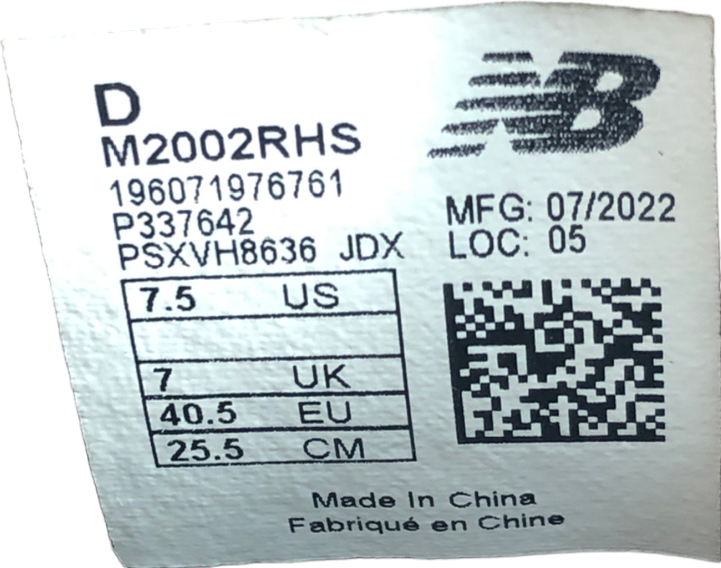 D
NB
M2002RHS
196071976761
P337642
PSXVH8636 JDX
MFG: 07/2022
LOC: 05
7.5 US
7 UK
40.5 EU
25.5 CM
Made In China
Fabriqué en Chine